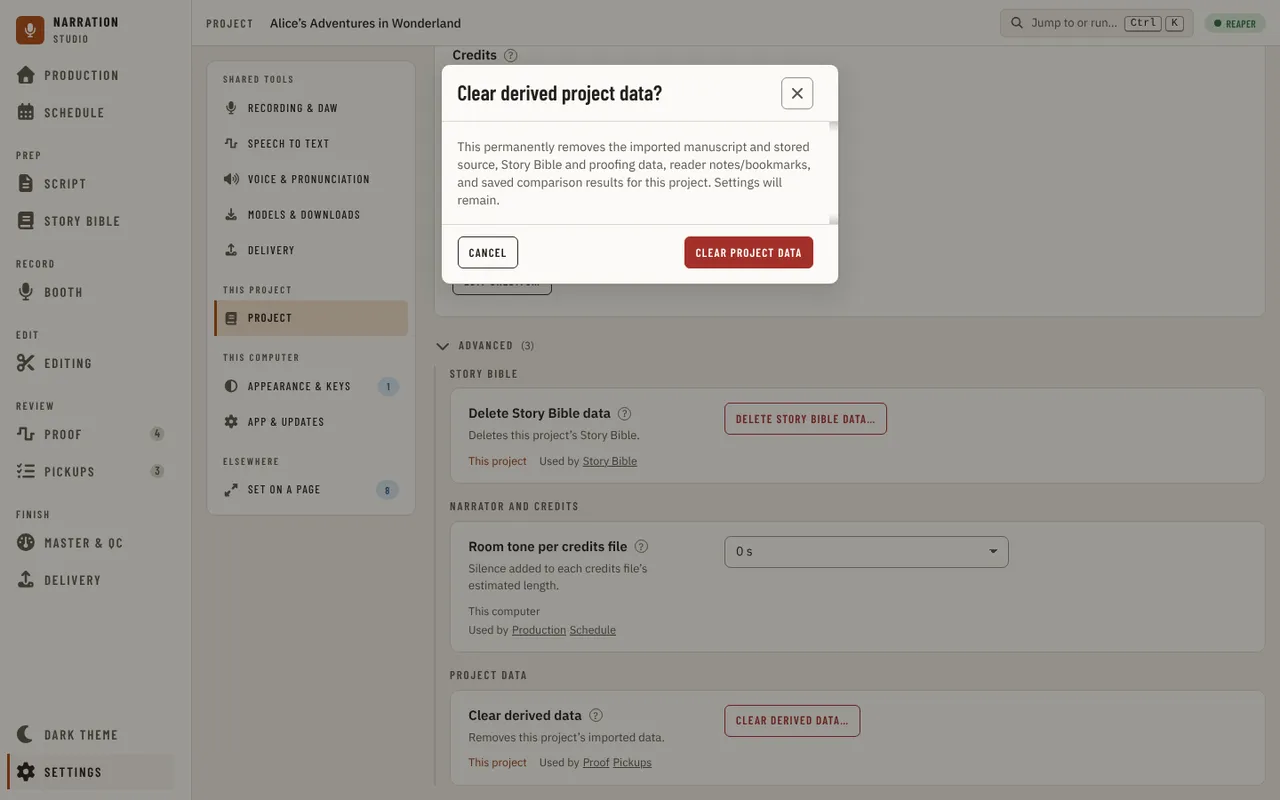 NARRATION
STUDIO
PRODUCTION
SCHEDULE
PREP
SCRIPT
STORY BIBLE
RECORD
BOOTH
EDIT
EDITING
REVIEW
PROOF 4
PICKUPS 3
FINISH
MASTER & QC
DELIVERY
DARK THEME
SETTINGS
PROJECT Alice's Adventures in Wonderland
Jump to or run... Ctrl K
REAPER
SHARED TOOLS
RECORDING & DAW
SPEECH TO TEXT
VOICE & PRONUNCIATION
MODELS & DOWNLOADS
DELIVERY
THIS PROJECT
PROJECT
THIS COMPUTER
APPEARANCE & KEYS 1
APP & UPDATES
ELSEWHERE
SET ON A PAGE 8
Credits ?
Clear derived project data?
This permanently removes the imported manuscript and stored
source, Story Bible and proofing data, reader notes/bookmarks,
and saved comparison results for this project. Settings will
remain.
CANCEL
CLEAR PROJECT DATA
ADVANCED (3)
STORY BIBLE
Delete Story Bible data ?
Deletes this project's Story Bible.
This project Used by Story Bible
DELETE STORY BIBLE DATA...
NARRATOR AND CREDITS
Room tone per credits file ?
Silence added to each credits file's
estimated length.
This computer
Used by Production Schedule
0 s
PROJECT DATA
Clear derived data ?
Removes this project's imported data.
This project Used by Proof Pickups
CLEAR DERIVED DATA...